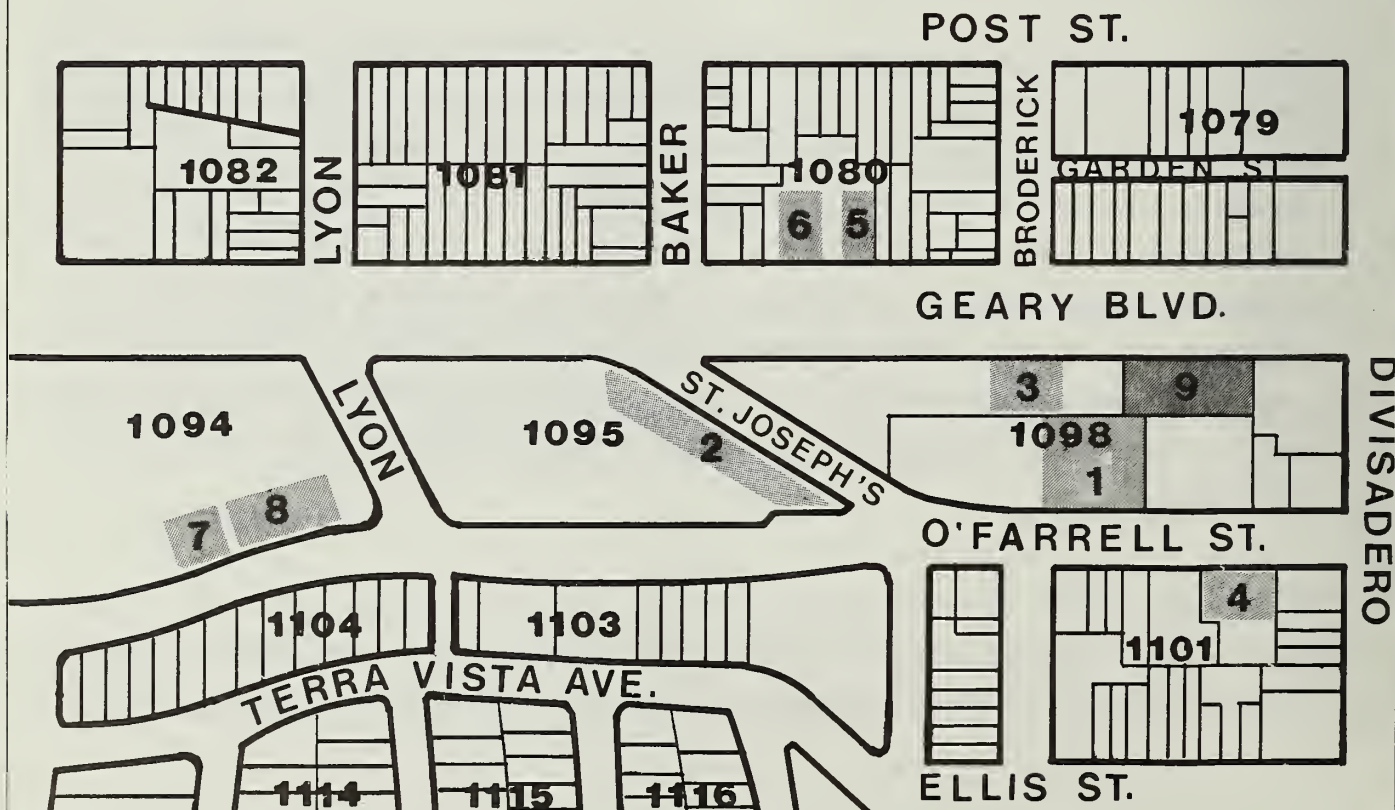 POST ST.
1082
LYON
1081
BAKER
1080
6
5
BRODERICK
1079
GARDEN ST
GEARY BLVD.
1094
LYON
1095
2
ST. JOSEPH'S
3
9
1098
1
DIVISADERO
7
8
O'FARRELL ST.
1104
1103
4
1101
TERRA VISTA AVE.
1114
1115
1116
ELLIS ST.